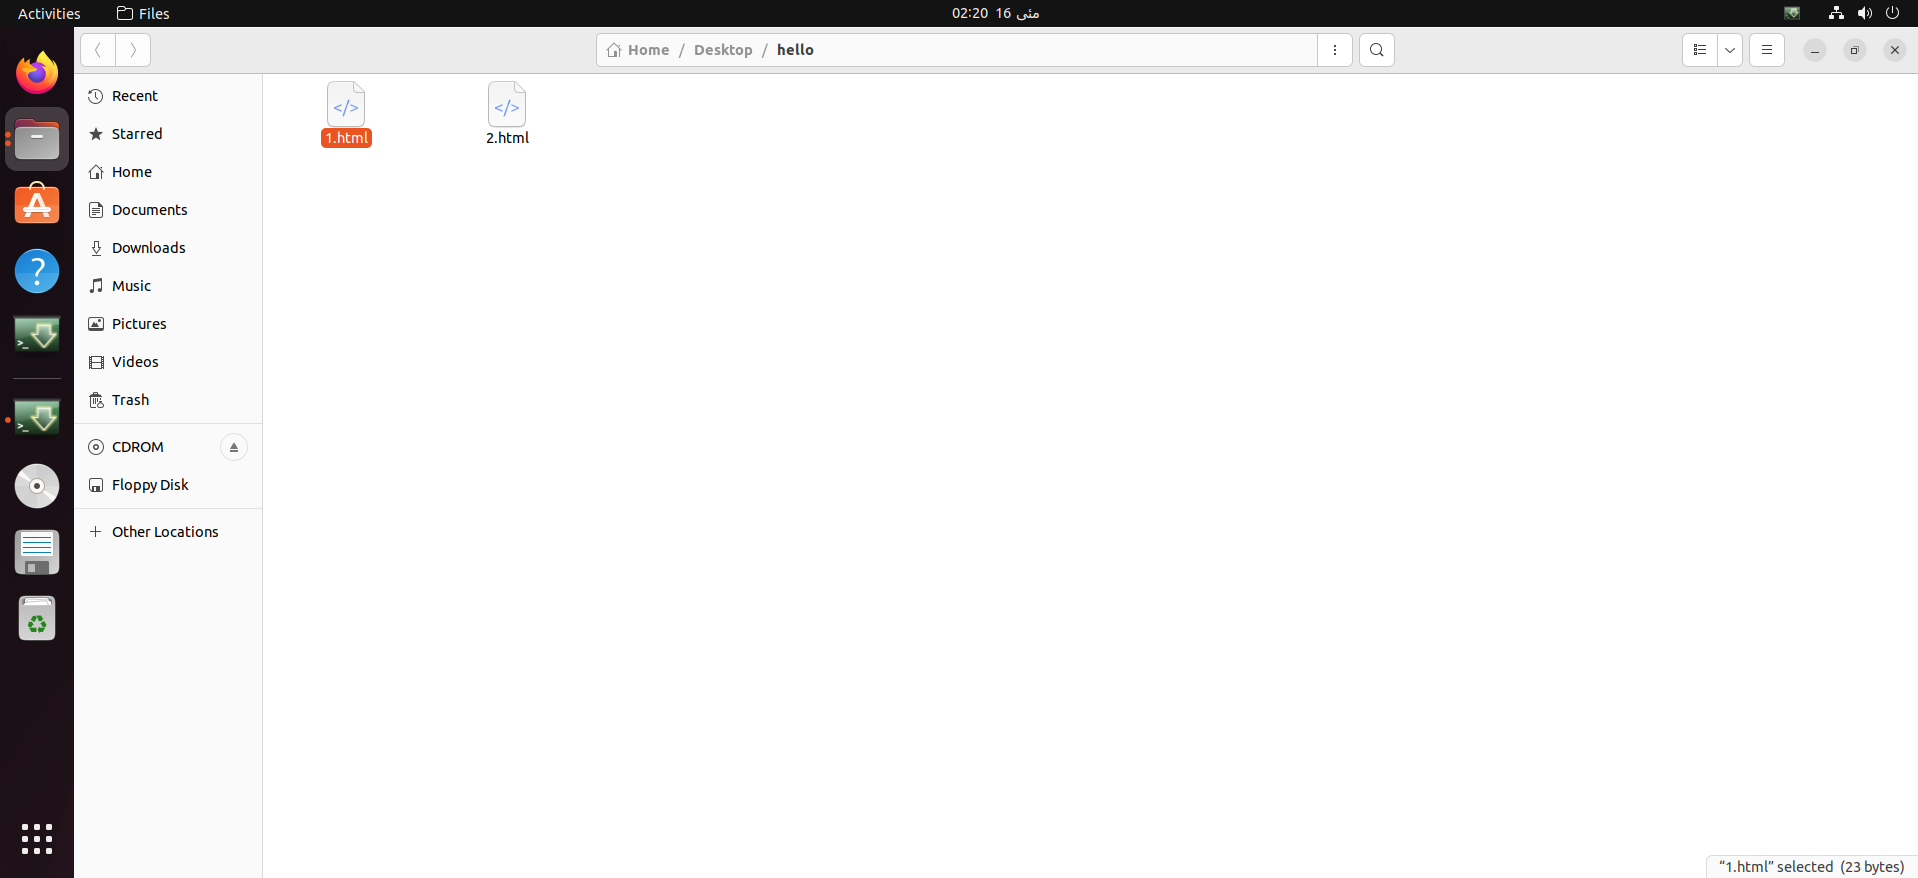 Activities
Files
02:20 16 مئی
Home / Desktop / hello
Recent
Starred
Home
Documents
Downloads
Music
Pictures
Videos
Trash
CDROM
Floppy Disk
Other Locations
1.html
2.html
“1.html” selected (23 bytes)